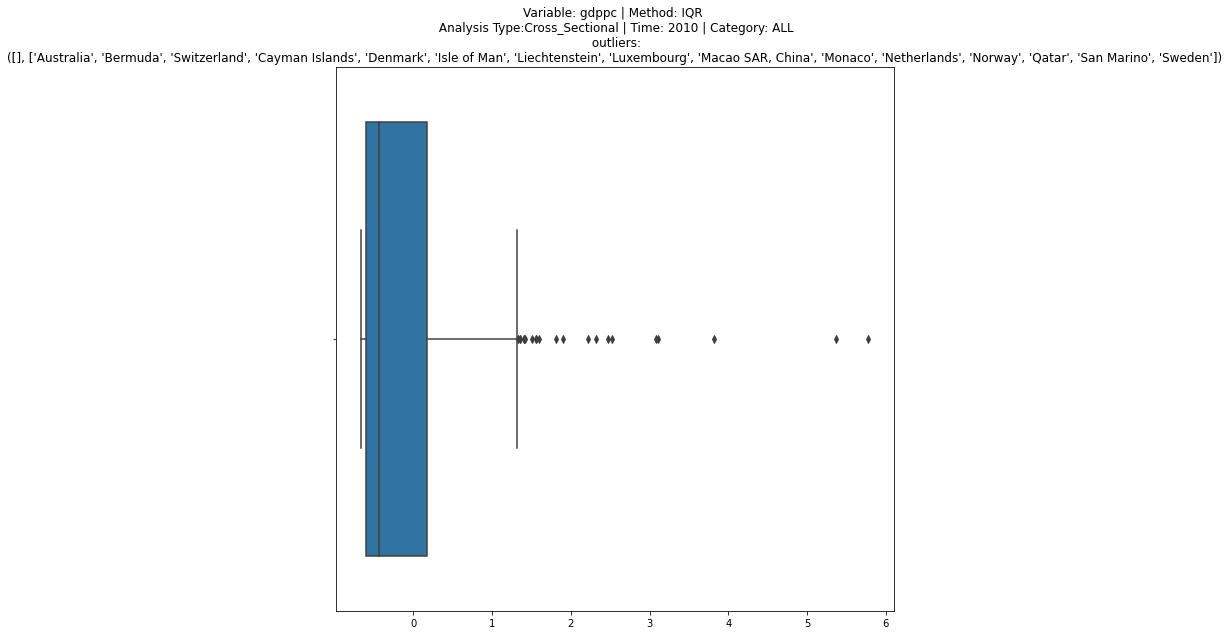 Variable: gdppc | Method: IQR
Analysis Type:Cross_Sectional | Time: 2010 | Category: ALL
outliers:
([], ['Australia', 'Bermuda', 'Switzerland', 'Cayman Islands', 'Denmark', 'Isle of Man', 'Liechtenstein', 'Luxembourg', 'Macao SAR, China', 'Monaco', 'Netherlands', 'Norway', 'Qatar', 'San Marino', 'Sweden'])
0 1 2 3 4 5 6